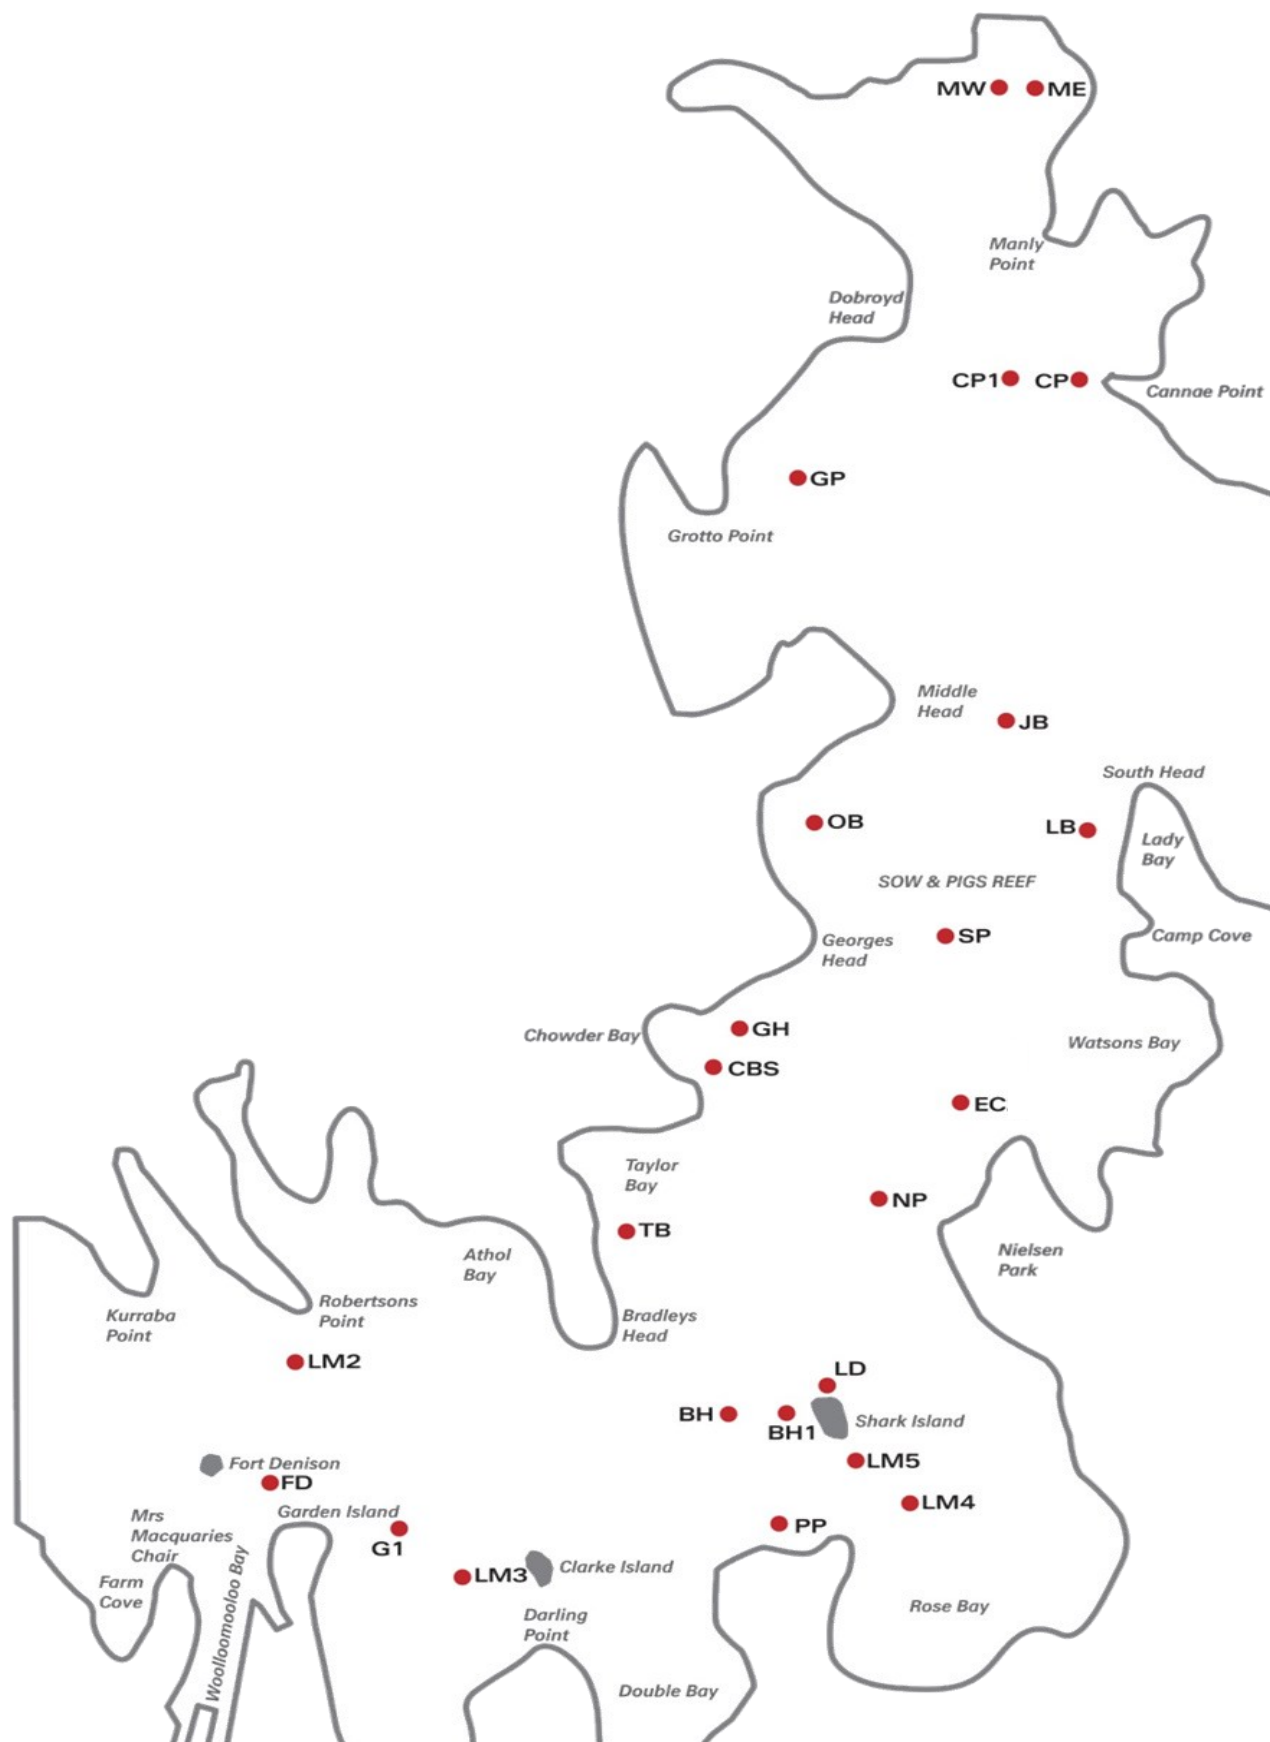 MW
ME
Manly
Point
Dobroyd
Head
CP1
CP
Cannae Point
GP
Grotto Point
Middle
Head
JB
South Head
OB
LB
Lady
Bay
SOW & PIGS REEF
SP
Camp Cove
Georges
Head
Chowder Bay
GH
Watsons Bay
CBS
EC
Taylor
Bay
NP
TB
Athol
Bay
Nielsen
Park
Kurraba
Point
Robertsons
Point
Bradleys
Head
LM2
LD
BH
BH1
Shark Island
Fort Denison
FD
LM5
Garden Island
LM4
Mrs
Macquaries
Chair
G1
PP
Woolloomooloo Bay
LM3
Clarke Island
Farm
Cove
Darling
Point
Rose Bay
Double Bay